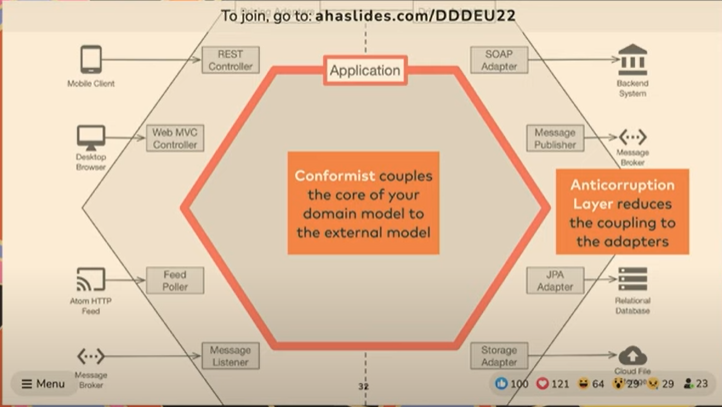 To join, go to: ahaslides.com/DDDEU22
REST
Controller
Mobile Client
Application
SOAP
Adapter
Backend
System
Web MVC
Controller
Desktop
Browser
Message
Publisher
Message
Broker
Conformist couples
the core of your
domain model to
the external model
Anticorruption
Layer reduces
the coupling to
the adapters
Feed
Poller
Atom HTTP
Feed
JPA
Adapter
Relational
Database
Message
Listener
Message
Broker
Storage
Adapter
Cloud File
Menu
32
100
121
64
29
29
23